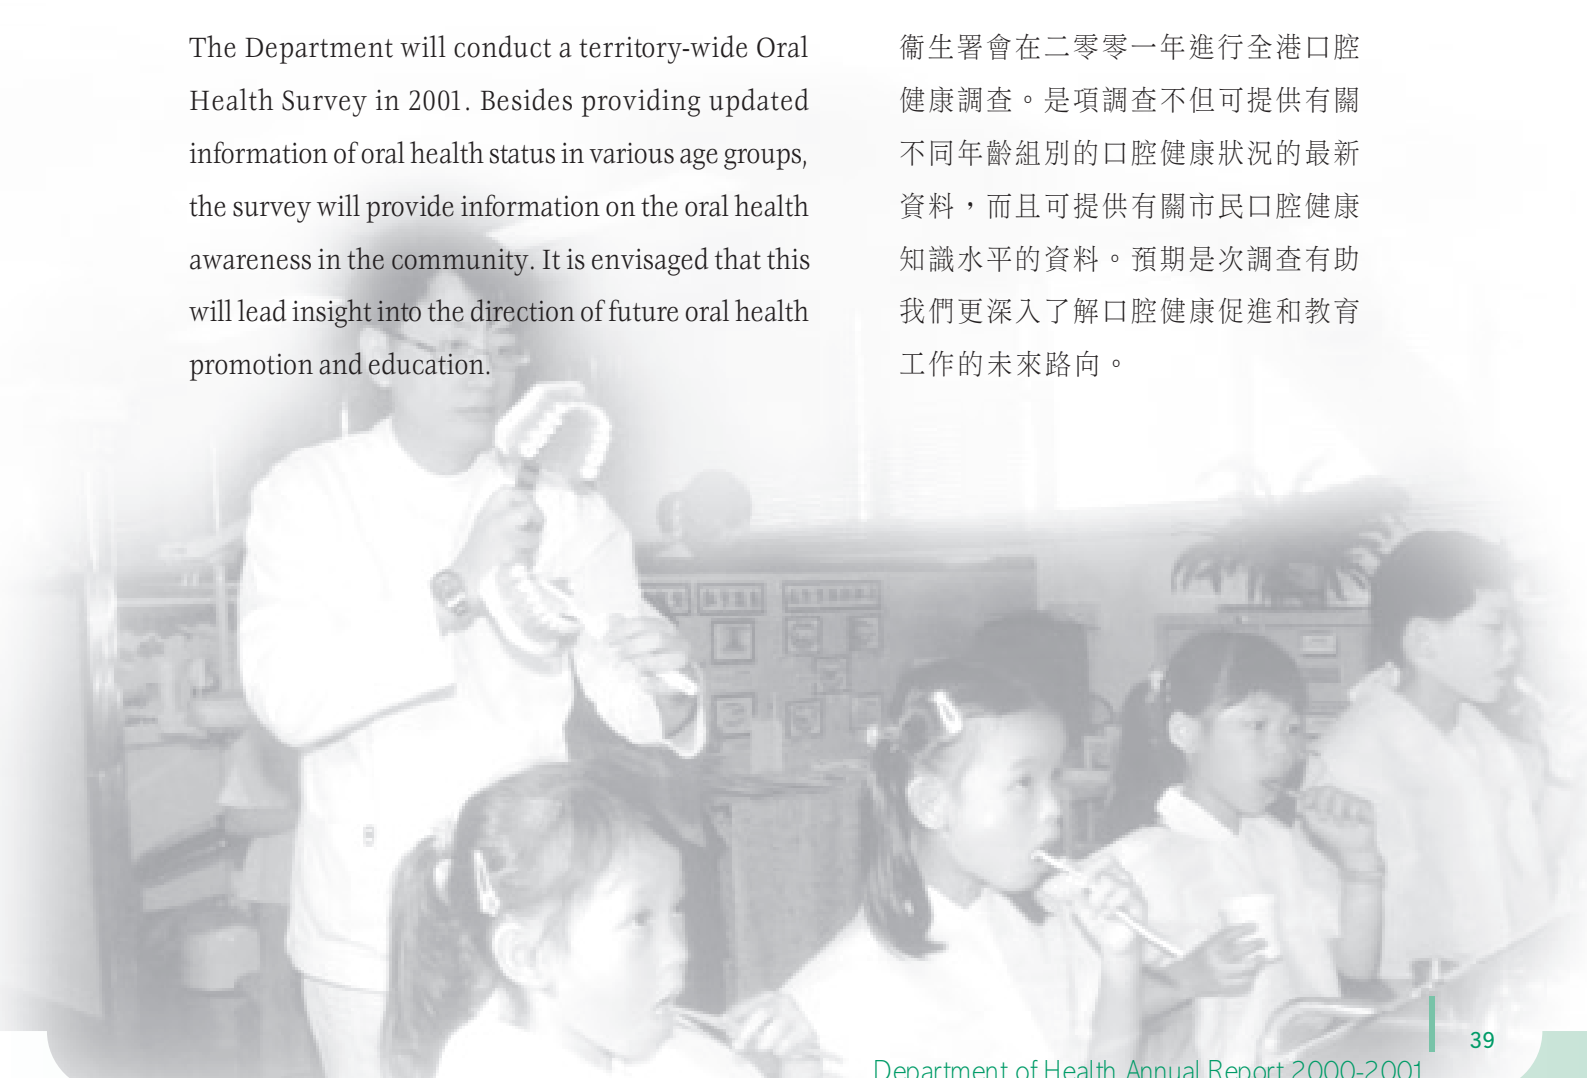 The Department will conduct a territory-wide Oral
Health Survey in 2001. Besides providing updated
information of oral health status in various age groups,
the survey will provide information on the oral health
awareness in the community. It is envisaged that this
will lead insight into the direction of future oral health
promotion and education.
衞生署會在二零零一年進行全港口腔
健康調查。是項調查不但可提供有關
不同年齡組別的口腔健康狀況的最新
資料，而且可提供有關市民口腔健康
知識水平的資料。預期是次調查有助
我們更深入了解口腔健康促進和教育
工作的未來路向。
39
Department of Health Annual Report 2000-2001